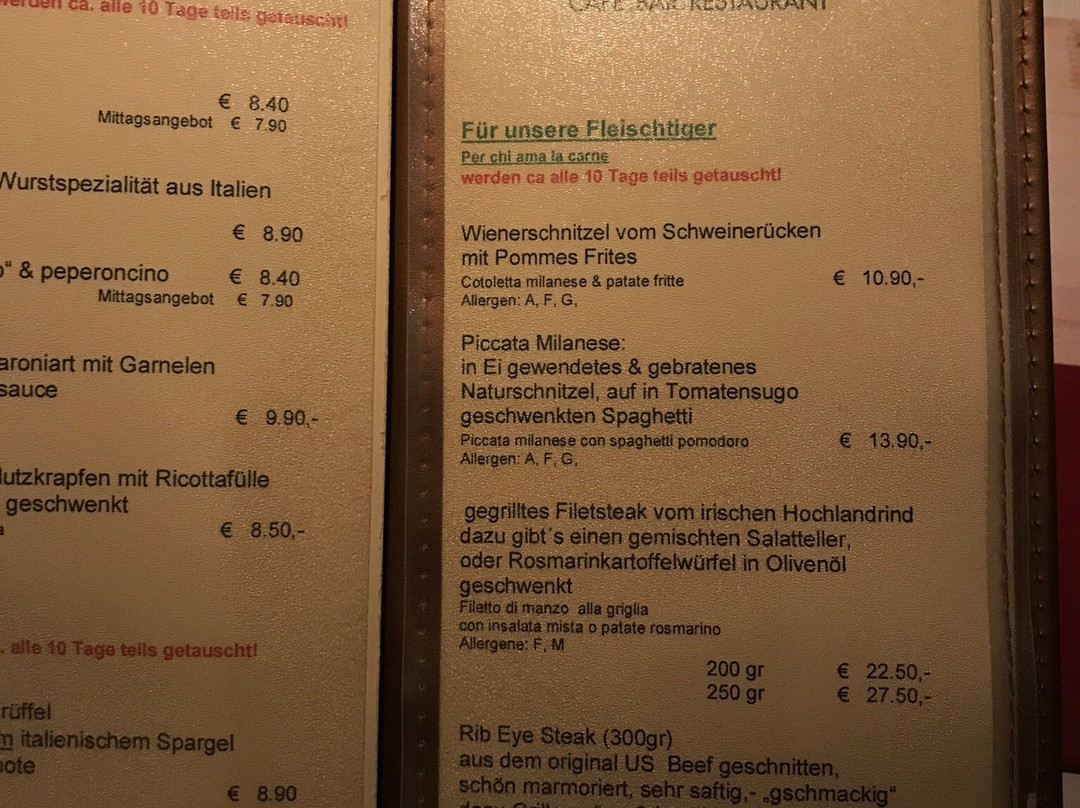 werden ca. alle 10 Tage teils getauscht!
€ 8.40
Mittagsangebot € 7.90
Wurstspezialität aus Italien
€ 8.90
“ & peperoncino € 8.40
Mittagsangebot € 7.90
aroniart mit Garnelen
sauce
€ 9.90,-
lutzkrapfen mit Ricottafülle
geschwenkt
€ 8.50,-
. alle 10 Tage teils getauscht!
rüffel
m italienischem Spargel
€ 8.90
CAFE BAR RESTAURANT
Für unsere Fleischtiger
Per chi ama la carne
werden ca alle 10 Tage teils getauscht!
Wienerschnitzel vom Schweinerücken
mit Pommes Frites
Cotoletta milanese & patate fritte € 10.90,-
Allergen: A, F, G,
Piccata Milanese:
in Ei gewendetes & gebratenes
Naturschnitzel, auf in Tomatensugo
geschwenkten Spaghetti
Piccata milanese con spaghetti pomodoro € 13.90,-
Allergen: A, F, G,
gegrilltes Filetsteak vom irischen Hochlandrind
dazu gibt´s einen gemischten Salatteller,
oder Rosmarinkartoffelwürfel in Olivenöl
geschwenkt
Filetto di manzo alla griglia
con insalata mista o patate rosmarino
Allergene: F, M
200 gr € 22.50,-
250 gr € 27.50,-
Rib Eye Steak (300gr)
aus dem original US Beef geschnitten,
schön marmoriert, sehr saftig,- „gschmackig“